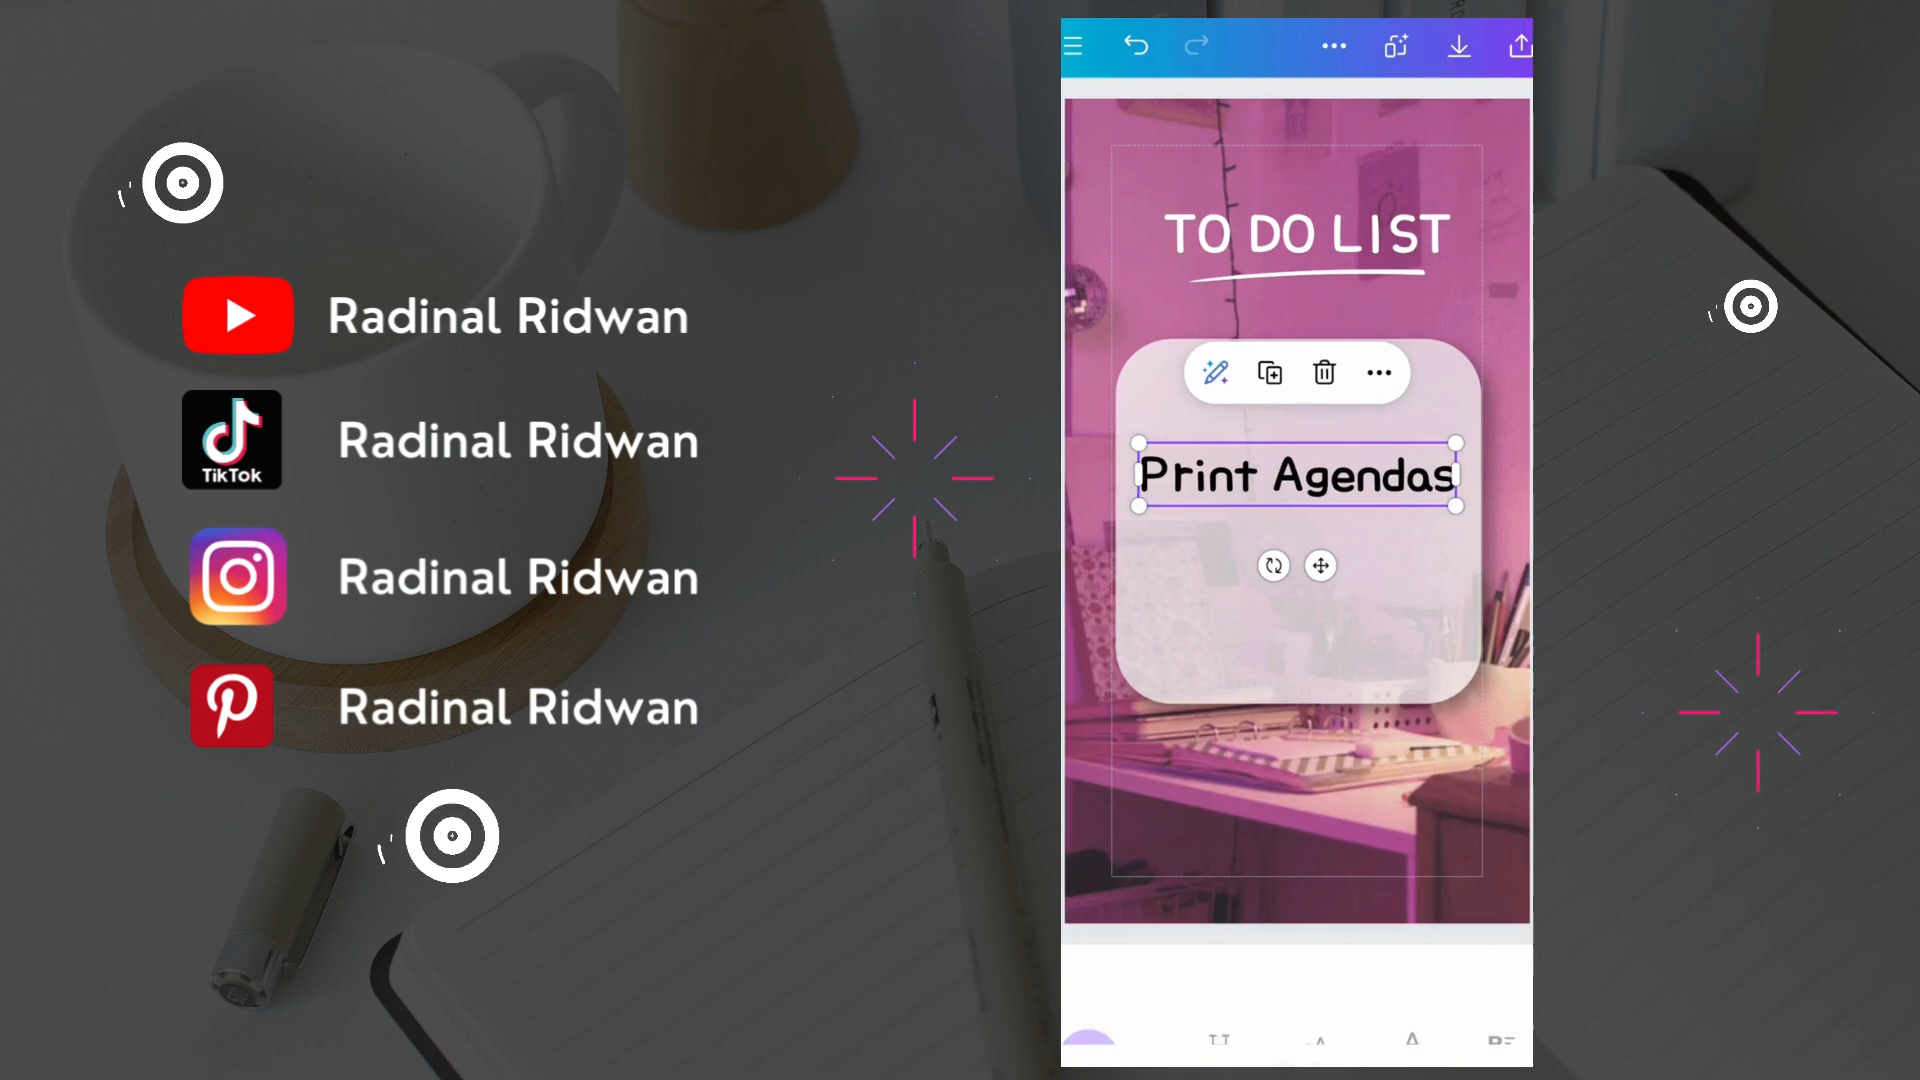 Radinal Ridwan
TikTok
Radinal Ridwan
Radinal Ridwan
Radinal Ridwan
TO DO LIST
Print Agendas